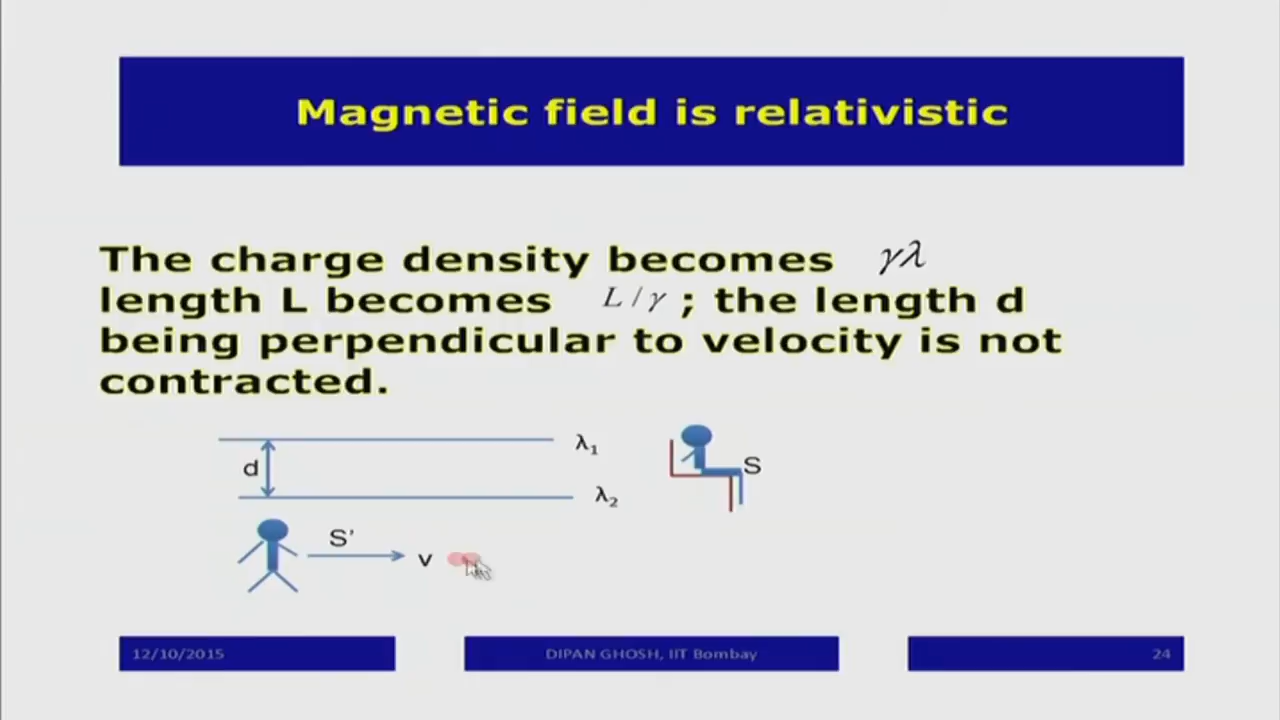 Magnetic field is relativistic
The charge density becomes γλ
length L becomes L / γ ; the length d
being perpendicular to velocity is not
contracted.
λ1
d
S
λ2
S'
v
12/10/2015
DIPAN GHOSH, IIT Bombay
24